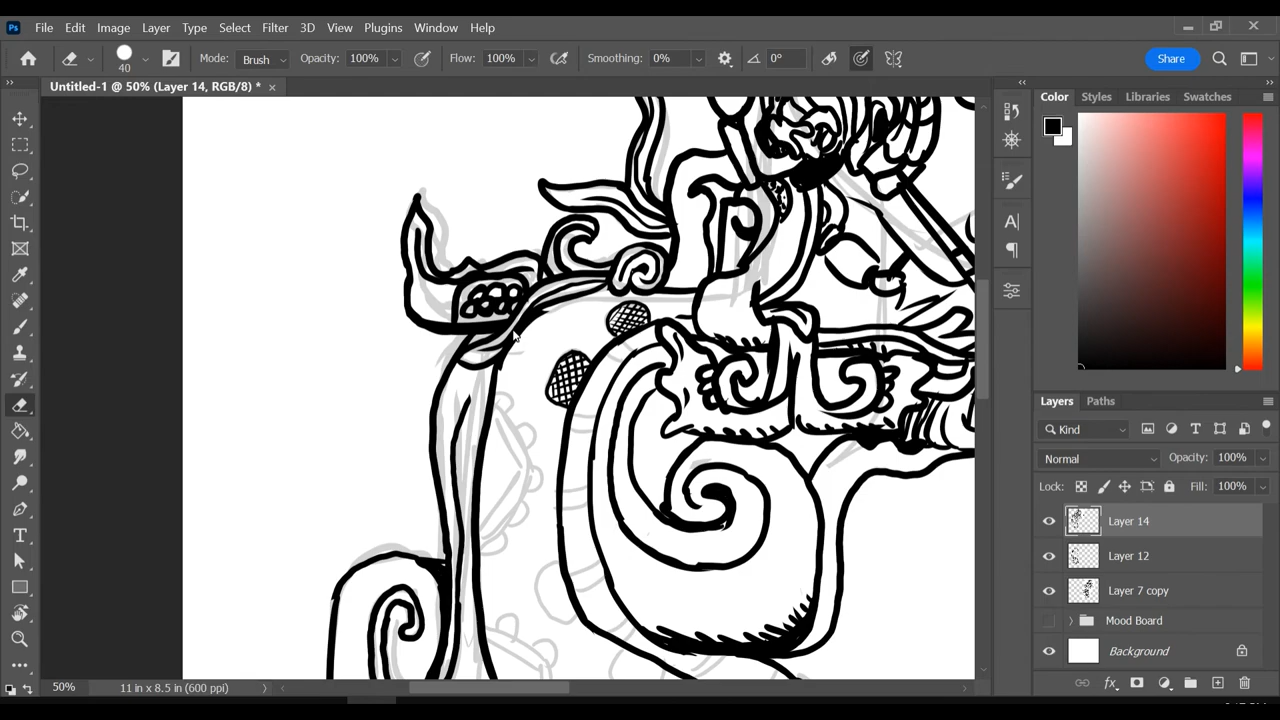 Ps File Edit Image Layer Type Select Filter 3D View Plugins Window Help
40 Mode: Brush Opacity: 100% Flow: 100% Smoothing: 0% 0° Share
Untitled-1 @ 50% (Layer 14, RGB/8) *
Color Styles Libraries Swatches
Layers Paths
Kind
Normal Opacity: 100%
Lock: Fill: 100%
Layer 14
Layer 12
Layer 7 copy
Mood Board
Background
50% 11 in x 8.5 in (600 ppi)
fx